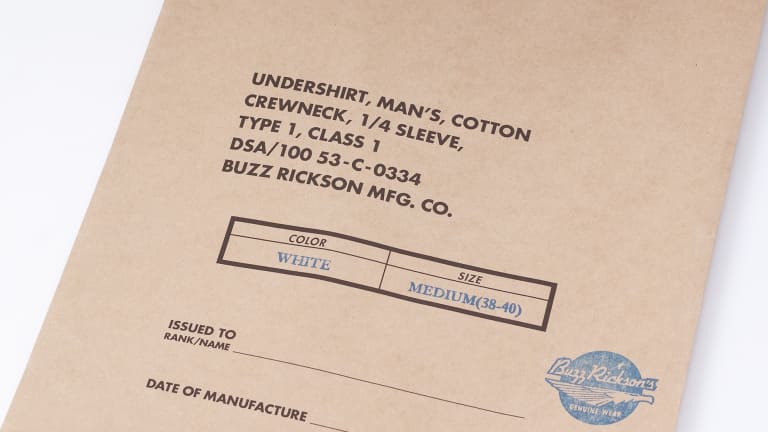 UNDERSHIRT, MAN'S, COTTON
CREWNECK, 1/4 SLEEVE,
TYPE 1, CLASS 1
DSA/100 53-C-0334
BUZZ RICKSON MFG. CO.
COLOR
SIZE
WHITE
MEDIUM(38-40)
ISSUED TO
RANK/NAME
DATE OF MANUFACTURE
Buzz Rickson's
GENUINE WEAR